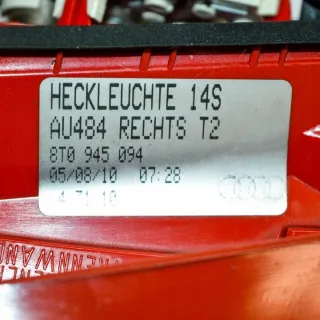 HECKLEUCHTE 14S
AU484 RECHTS T2
8T0 945 094
05/08/10 07:28
4 71 10